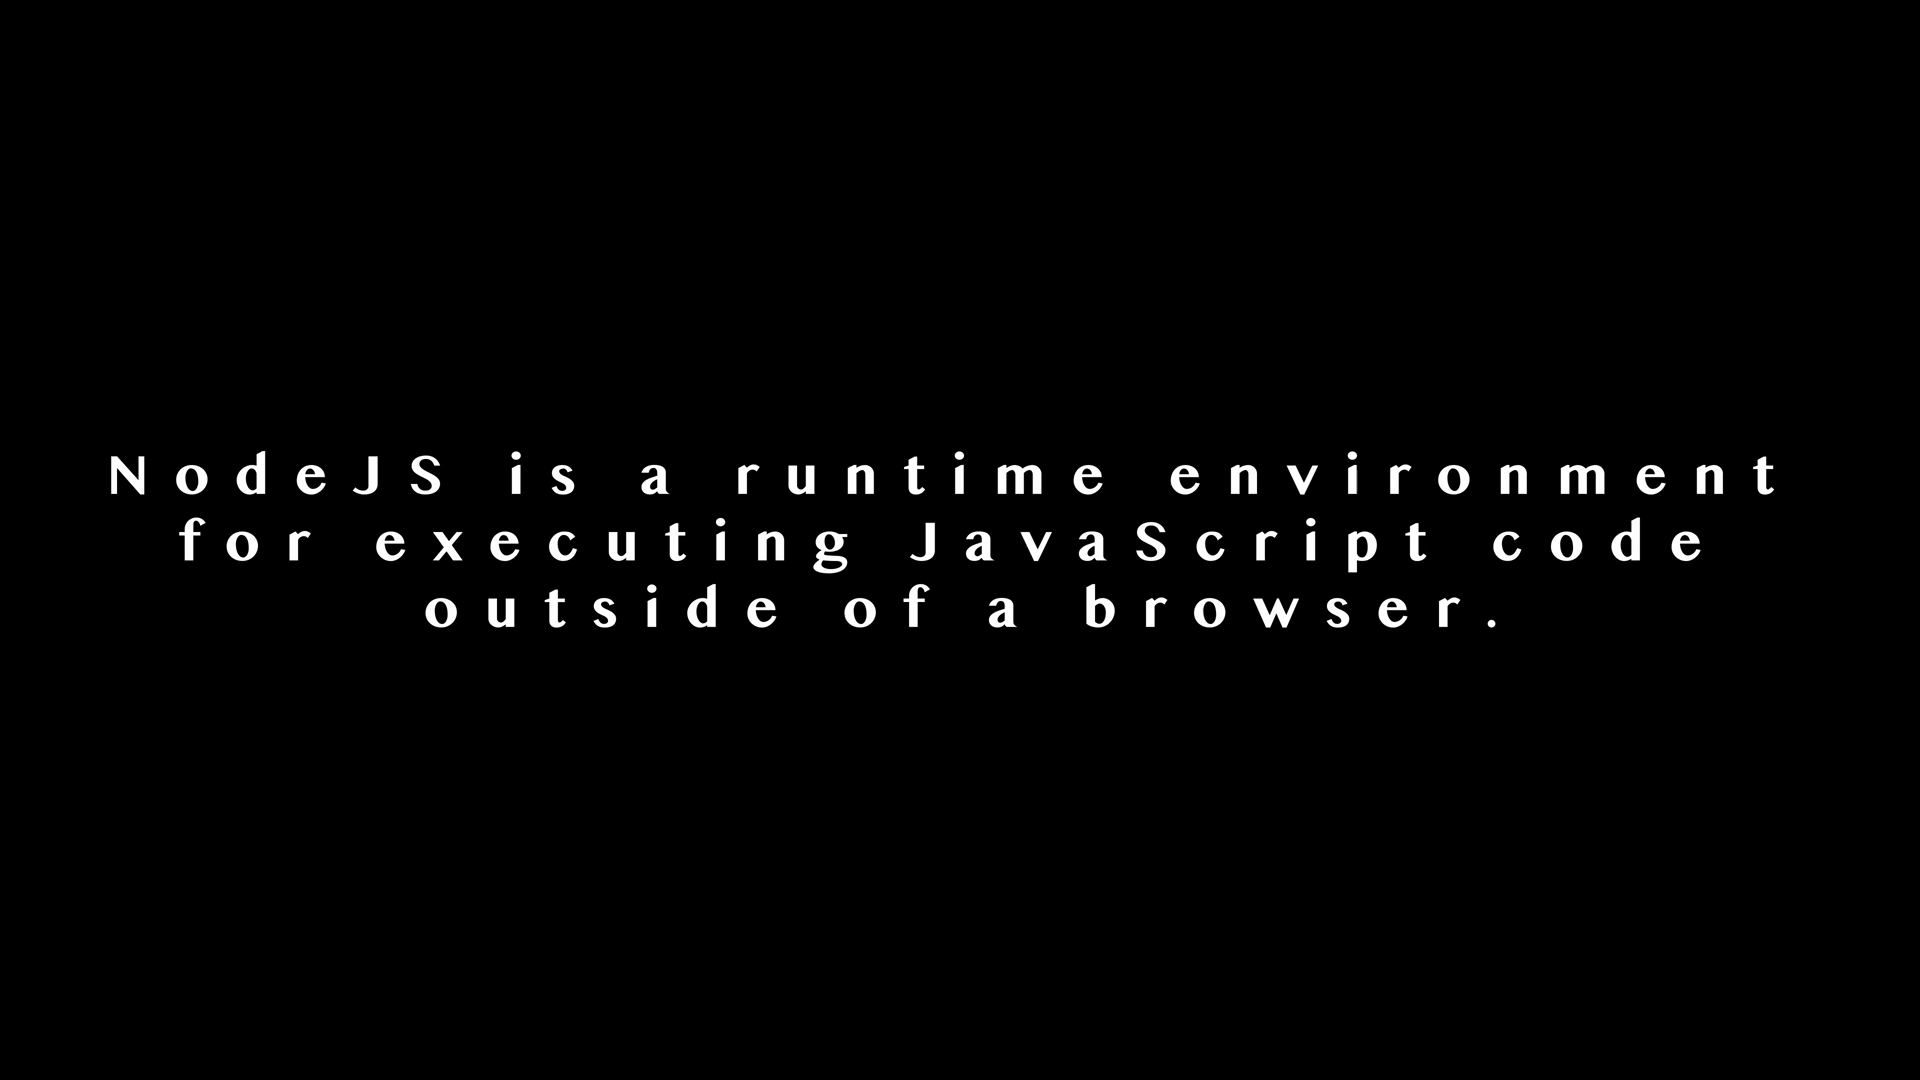 NodeJS is a runtime environment
for executing JavaScript code
outside of a browser.